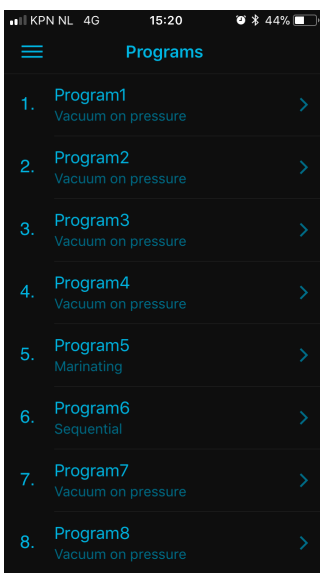 KPN NL 4G 15:20 44%
Programs
1. Program1
Vacuum on pressure
2. Program2
Vacuum on pressure
3. Program3
Vacuum on pressure
4. Program4
Vacuum on pressure
5. Program5
Marinating
6. Program6
Sequential
7. Program7
Vacuum on pressure
8. Program8
Vacuum on pressure